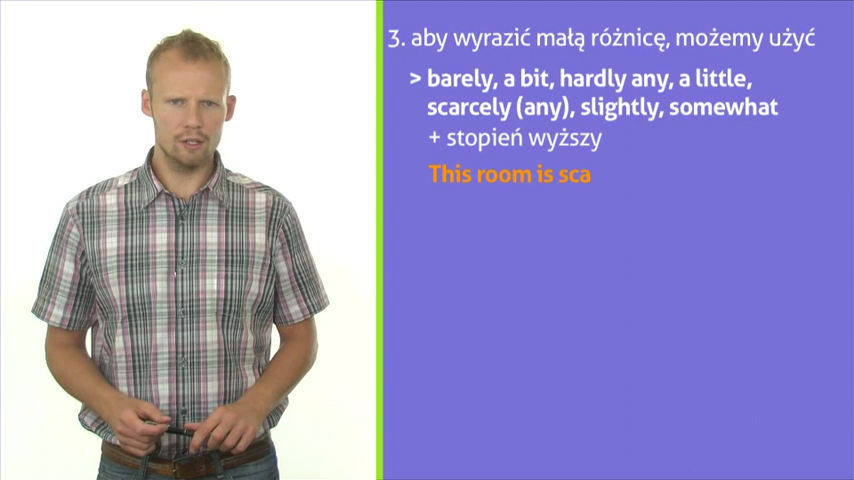 3. aby wyrazić małą różnicę, możemy użyć
> barely, a bit, hardly any, a little,
scarcely (any), slightly, somewhat
+ stopień wyższy
This room is sca